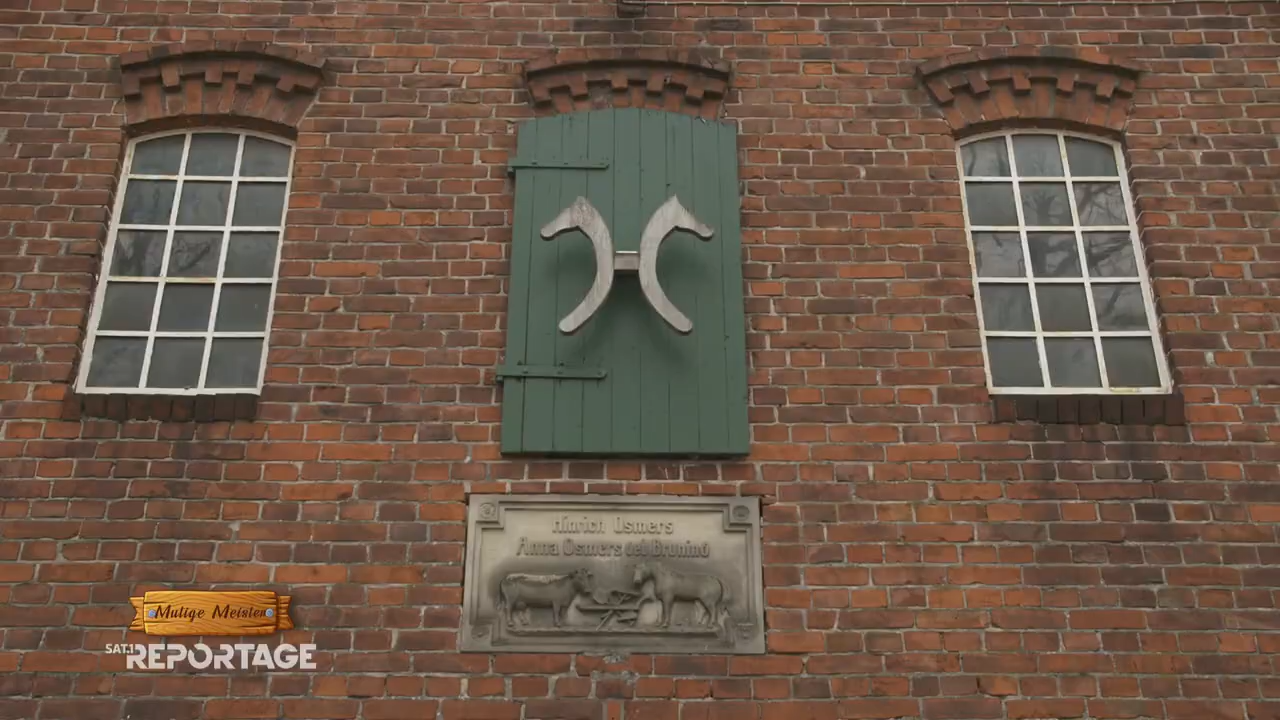 Hinrich Osmers
Anna Osmers geb Bruning
Mutige Meister
SAT.1
REPORTAGE